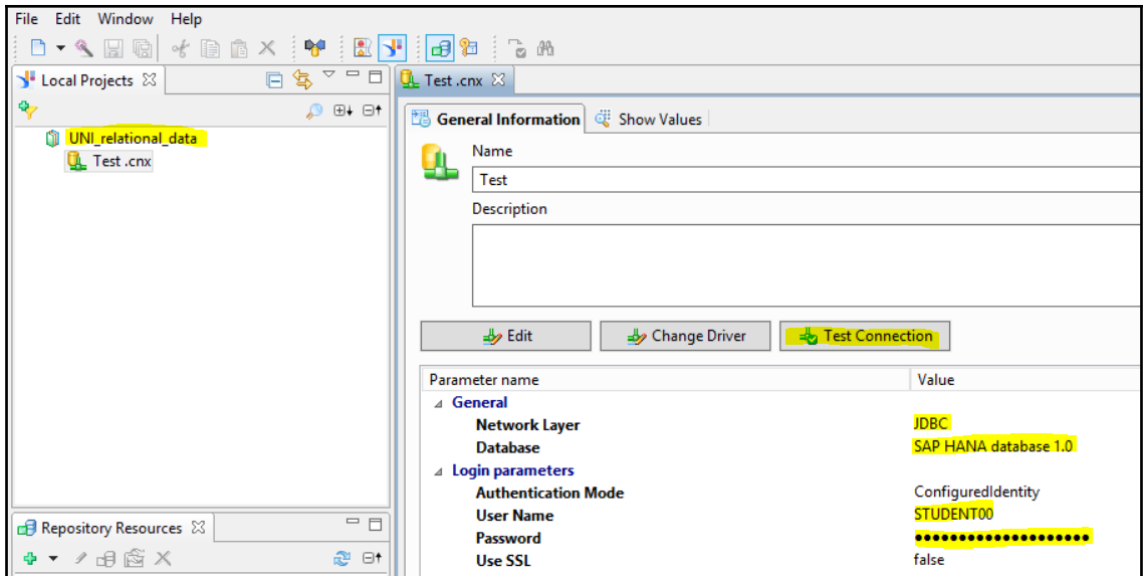 File Edit Window Help
Local Projects
Test .cnx
UNI_relational_data
Test .cnx
General Information Show Values
Name
Test
Description
Edit Change Driver Test Connection
Parameter name Value
General
Network Layer JDBC
Database SAP HANA database 1.0
Login parameters
Authentication Mode ConfiguredIdentity
User Name STUDENT00
Password ●●●●●●●●●●●●●●●●●●●●
Use SSL false
Repository Resources